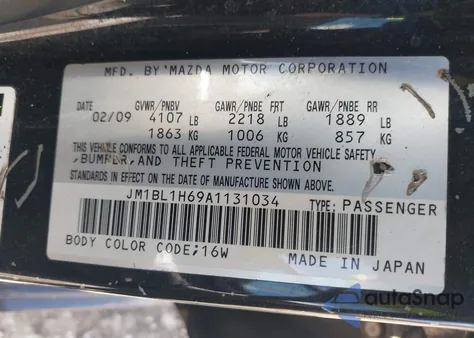 MFD. BY MAZDA MOTOR CORPORATION
DATE GVWR/PNBV GAWR/PNBE FRT GAWR/PNBE RR
02/09 4107 LB 2218 LB 1889 LB
1863 KG 1006 KG 857 KG
THIS VEHICLE CONFORMS TO ALL APPLICABLE FEDERAL MOTOR VEHICLE SAFETY
,BUMPER,AND THEFT PREVENTION
STANDARDS IN EFFECT ON THE DATE OF MANUFACTURE SHOWN ABOVE.
JM1BL1H69A1131034 TYPE: PASSENGER
BODY COLOR CODE;16W
MADE IN JAPAN
autoSnap